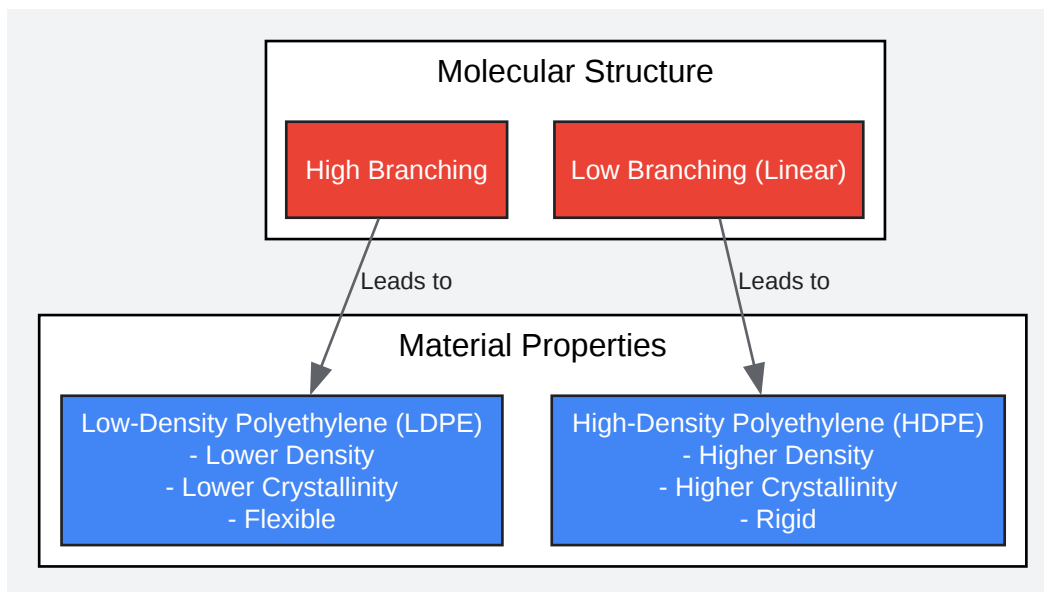 Molecular Structure
High Branching
Low Branching (Linear)
Leads to
Leads to
Material Properties
Low-Density Polyethylene (LDPE)
- Lower Density
- Lower Crystallinity
- Flexible
High-Density Polyethylene (HDPE)
- Higher Density
- Higher Crystallinity
- Rigid